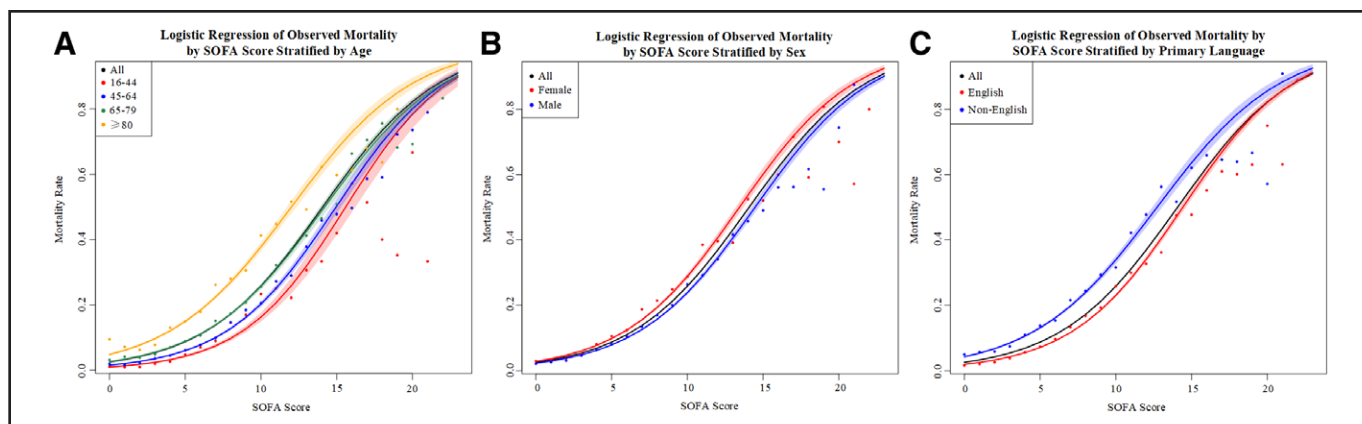 A
Logistic Regression of Observed Mortality
by SOFA Score Stratified by Age
All
16-44
45-64
65-79
≥80
Mortality Rate
0.0
0.2
0.4
0.6
0.8
0
5
10
15
20
SOFA Score
B
Logistic Regression of Observed Mortality
by SOFA Score Stratified by Sex
All
Female
Male
Mortality Rate
0.0
0.2
0.4
0.6
0.8
0
5
10
15
20
SOFA Score
C
Logistic Regression of Observed Mortality by
SOFA Score Stratified by Primary Language
All
English
Non-English
Mortality Rate
0.0
0.2
0.4
0.6
0.8
0
5
10
15
20
SOFA Score